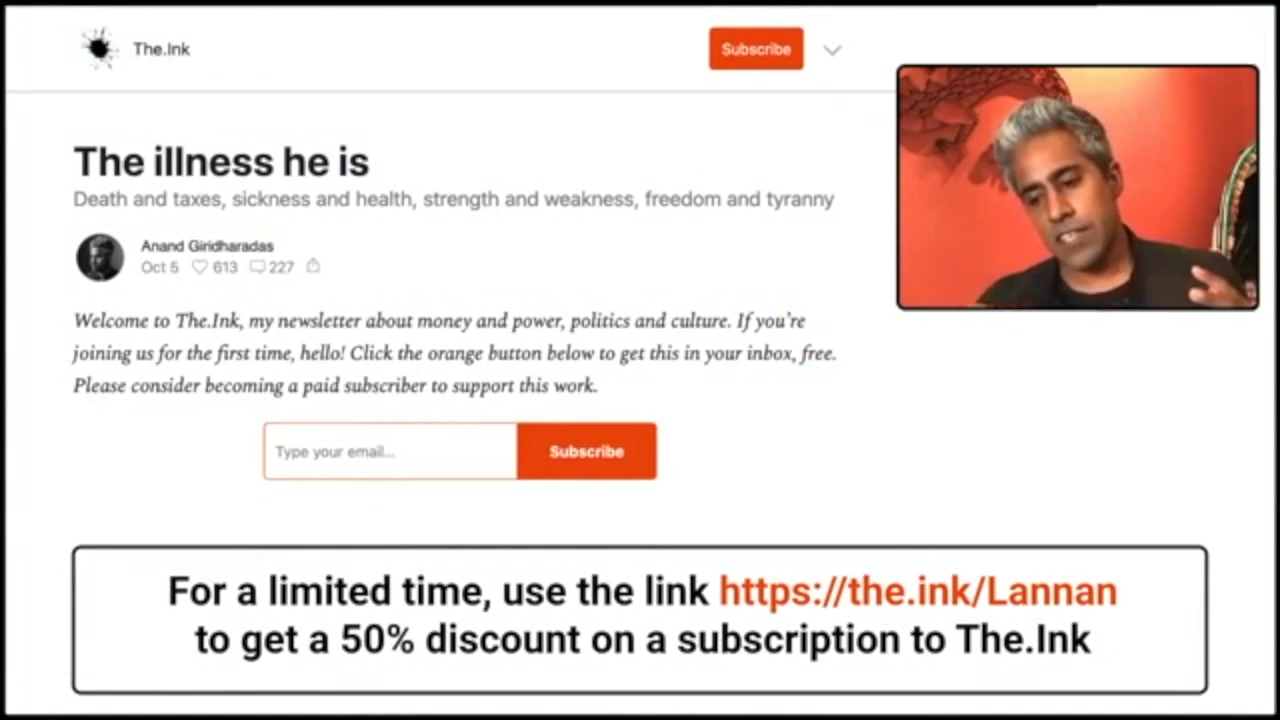 The.Ink
Subscribe
The illness he is
Death and taxes, sickness and health, strength and weakness, freedom and tyranny
Anand Giridharadas
Oct 5 613 227
Welcome to The.Ink, my newsletter about money and power, politics and culture. If you're
joining us for the first time, hello! Click the orange button below to get this in your inbox, free.
Please consider becoming a paid subscriber to support this work.
Type your email...
Subscribe
For a limited time, use the link https://the.ink/Lannan
to get a 50% discount on a subscription to The.Ink